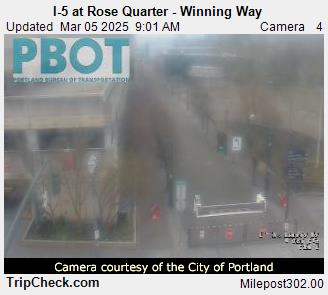 I-5 at Rose Quarter - Winning Way
Updated Mar 05 2025 9:01 AM Camera 4
PBOT
PORTLAND BUREAU OF TRANSPORTATION
Camera courtesy of the City of Portland
TripCheck.com Milepost302.00